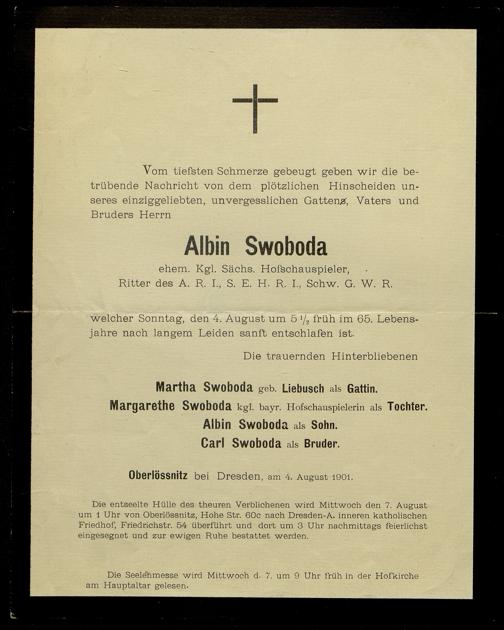 Vom tiefsten Schmerze gebeugt geben wir die be-
trübende Nachricht von dem plötzlichen Hinscheiden un-
seres einziggeliebten, unvergesslichen Gatten, Vaters und
Bruders Herrn
Albin Swoboda
ehem. Kgl. Sächs. Hofschauspieler,
Ritter des A. R. I., S. E. H. R. I., Schw. G. W. R.
welcher Sonntag, den 4. August um 5 1/2 früh im 65. Lebens-
jahre nach langem Leiden sanft entschlafen ist.
Die trauernden Hinterbliebenen
Martha Swoboda geb. Liebusch als Gattin.
Margarethe Swoboda kgl. bayr. Hofschauspielerin als Tochter.
Albin Swoboda als Sohn.
Carl Swoboda als Bruder.
Oberlössnitz bei Dresden, am 4. August 1901.
Die entseelte Hülle des theuren Verblichenen wird Mittwoch den 7. August
um 1 Uhr von Oberlössnitz, Hohe Str. 60c nach Dresden-A. inneren katholischen
Friedhof, Friedrichstr. 54 überführt und dort um 3 Uhr nachmittags feierlichst
eingesegnet und zur ewigen Ruhe bestattet werden.
Die Seelenmesse wird Mittwoch d. 7. um 9 Uhr früh in der Hofkirche
am Hauptaltar gelesen.